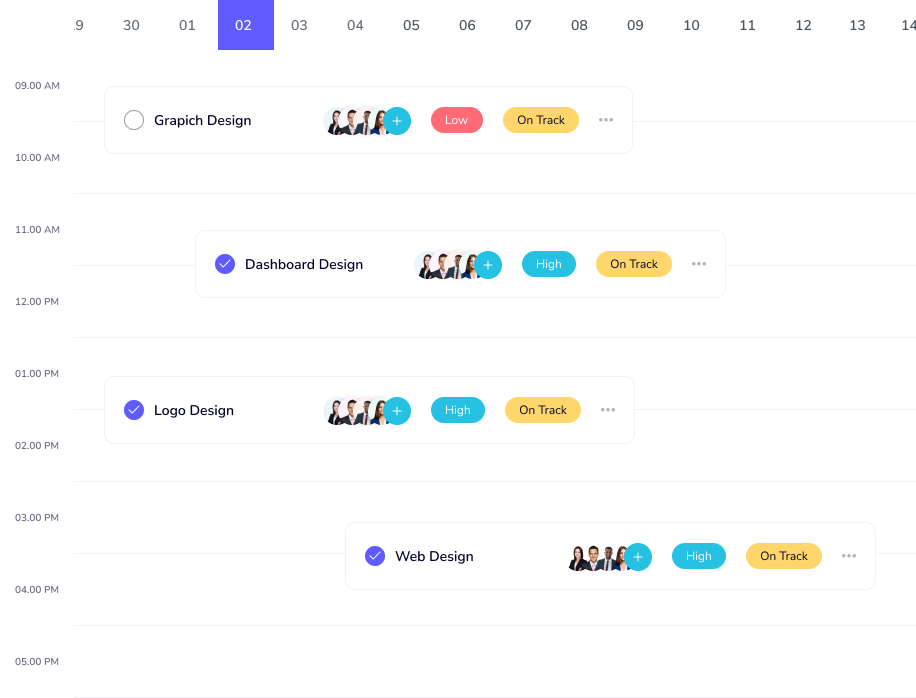 9 30 01 02 03 04 05 06 07 08 09 10 11 12 13 14
09.00 AM
Grapich Design Low On Track
10.00 AM
11.00 AM
Dashboard Design High On Track
12.00 PM
01.00 PM
Logo Design High On Track
02.00 PM
03.00 PM
Web Design High On Track
04.00 PM
05.00 PM